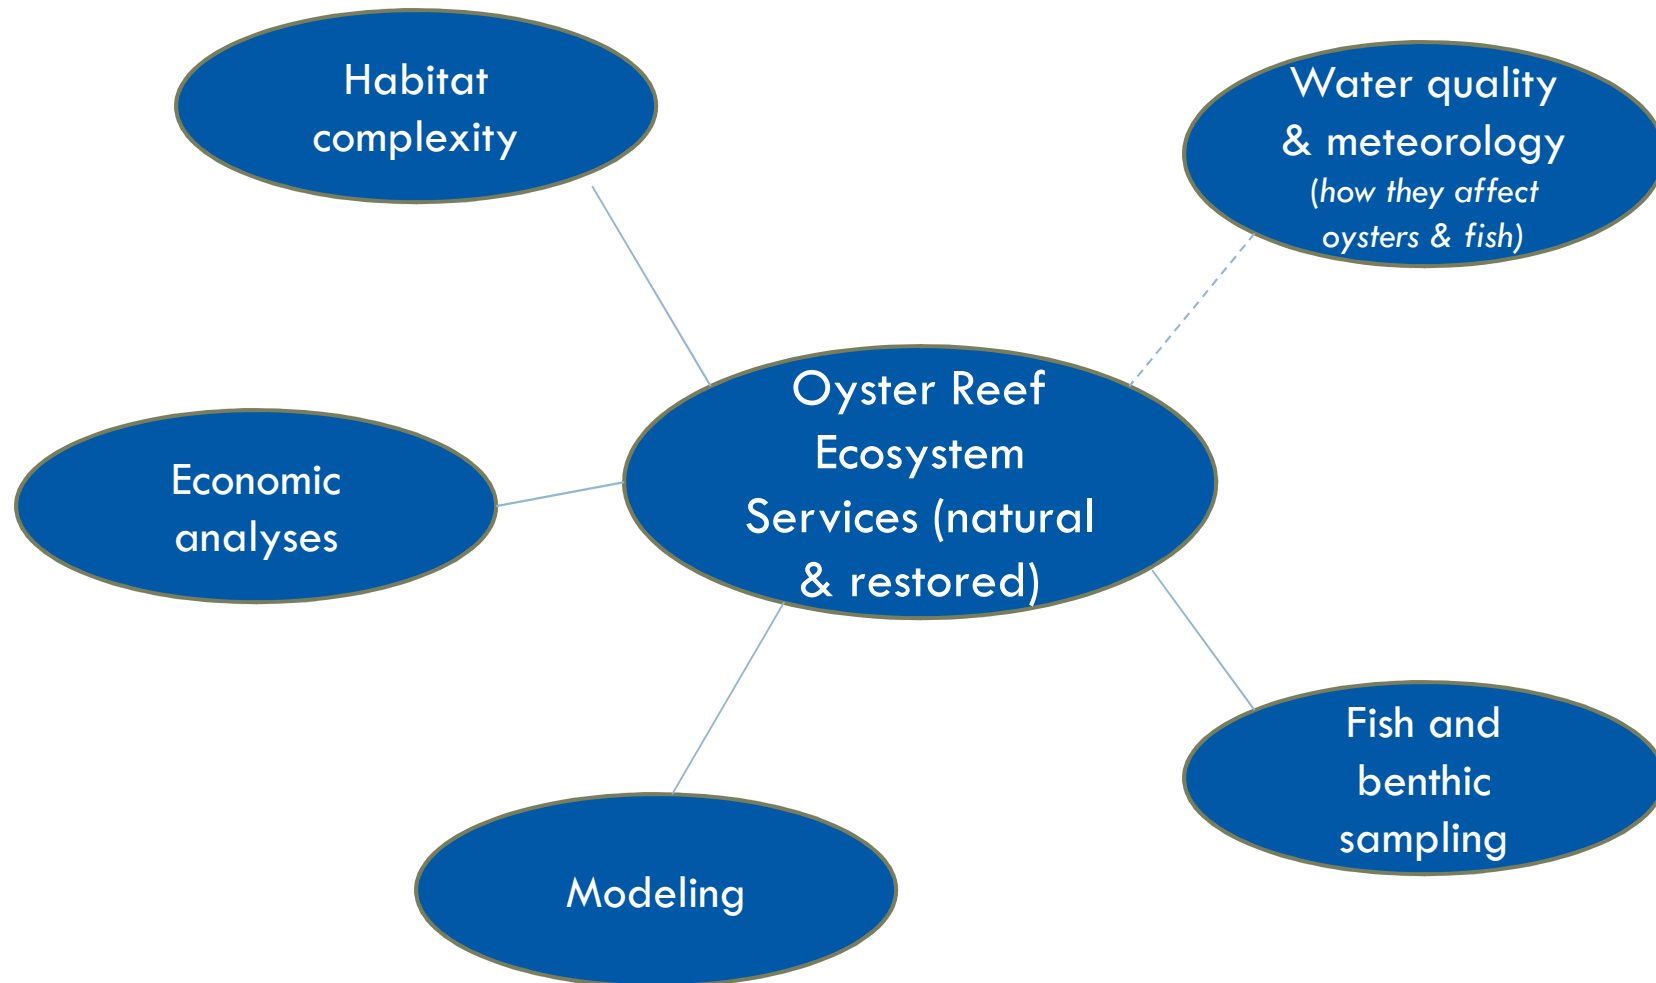 Habitat
complexity
Water quality
& meteorology
(how they affect
oysters & fish)
Oyster Reef
Ecosystem
Services (natural
& restored)
Economic
analyses
Fish and
benthic
sampling
Modeling